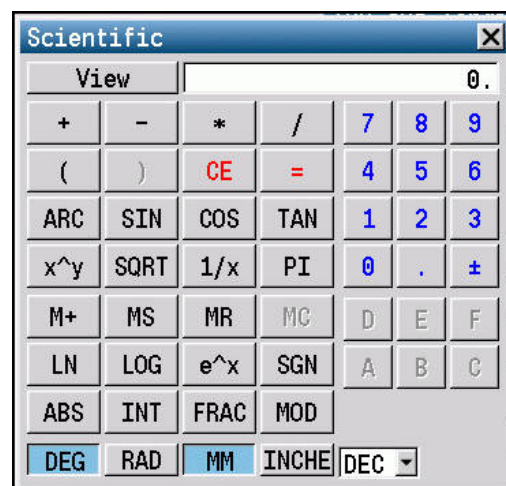 Scientific
View 0.
+ - * / 7 8 9
( ) CE = 4 5 6
ARC SIN COS TAN 1 2 3
x^y SQRT 1/x PI 0 . ±
M+ MS MR MC D E F
LN LOG e^x SGN A B C
ABS INT FRAC MOD
DEG RAD MM INCHE DEC